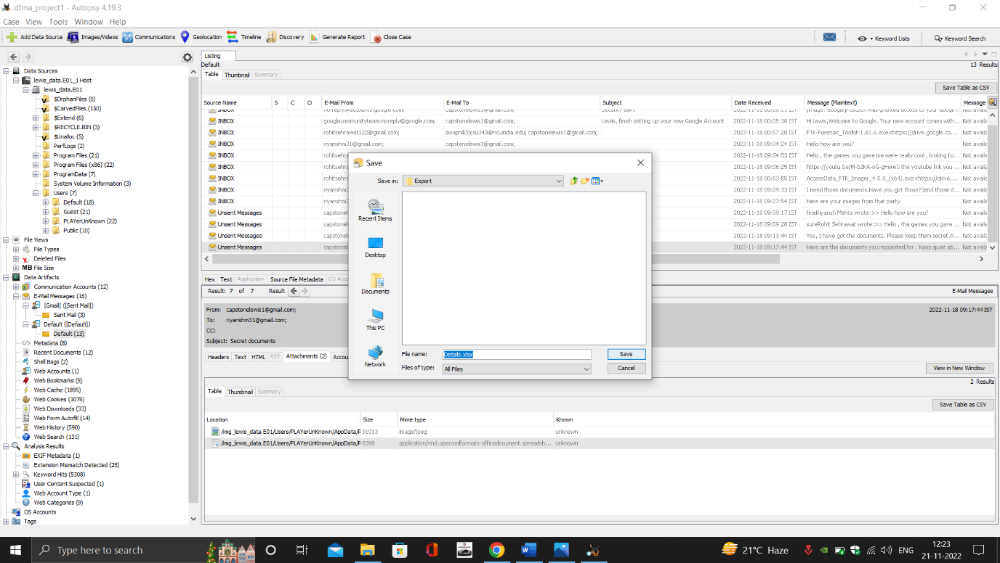 dfma_project1 - Autopsy 4.19.3
Case View Tools Window Help
Add Data Source Images/Videos Communications Geolocation Timeline Discovery Generate Report Close Case Keyword Lists Keyword Search
Data Sources
lewis_data.E01_1 Host
lewis_data.E01
$OrphanFiles (0)
$CarvedFiles (150)
$Extend (6)
$RECYCLE.BIN (3)
$Unalloc (5)
PerfLogs (2)
Program Files (21)
Program Files (x86) (22)
ProgramData (7)
System Volume Information (3)
Users (7)
Default (18)
Guest (21)
PLAYerUnKnown (22)
Public (10)
File Views
File Types
Deleted Files
MB File Size
Data Artifacts
Communication Accounts (12)
E-Mail Messages (16)
[Gmail] ([Sent Mail])
Sent Mail (3)
Default ([Default])
Default (13)
Metadata (8)
Recent Documents (12)
Shell Bags (2)
Web Accounts (1)
Web Bookmarks (9)
Web Cache (1895)
Web Cookies (1076)
Web Downloads (33)
Web Form Autofill (14)
Web History (590)
Web Search (131)
Analysis Results
EXIF Metadata (1)
Extension Mismatch Detected (25)
Keyword Hits (5308)
User Content Suspected (1)
Web Account Type (1)
Web Categories (9)
OS Accounts
Tags
Listing
Default
13 Results
Table Thumbnail Summary
Save Table as CSV
Source Name S C O E-Mail From E-Mail To Subject Date Received Message (Plaintext) Message
INBOX no-reply@accounts.google.com; capstonelewis1@gmail.com; Security alert
INBOX googlecommunityteam-noreply@google.com; capstonelewis1@gmail.com; Lewis, finish setting up your new Google Account 2022-11-18 00:05:38 IST Hi Lewis,Welcome to Google. Your new account comes with... Not availa
INBOX rohitsehrawat122@gmail.com; swapnil20csu343@ncuindia.edu; capstonelewis1@gmail.com; 2022-11-18 00:57:20 IST FTK-Forensic_Toolkit-1.81.6.exe<https://drive.google.co... Not availa
INBOX riyanshm31@gmail.com; capstonelewis1@gmail.com; 2022-11-18 09:04:24 IST Hello how are you? Not availa
INBOX rohitsehra 2022-11-18 09:04:53 IST Hello , the games you gave me were really cool , looking fo... Not availa
INBOX rohitsehra 2022-11-18 09:06:25 IST https://youtu.be/M-b2KA-oG-gHere's the youtube link you Not availa
INBOX rohitsehra 2022-11-18 00:53:55 IST AccessData_FTK_Imager_4.5.0_(x64).exe<https://drive.... Not availa
INBOX riyanshm3 2022-11-18 09:09:33 IST I need those documents.Have you got those?Send those d... Not availa
INBOX riyanshm3 2022-11-18 09:23:54 IST Here are your images from that party Not availa
Unsent Messages capstonele 2022-11-18 09:09:17 IST fineRiyansh Mehta wrote:>> Hello how are you? Not availa
Unsent Messages capstonele 2022-11-18 09:09:28 IST sureRohit Sehrawat wrote:>> Hello , the games you gave ... Not availa
Unsent Messages capstonele 2022-11-18 09:13:44 IST Yes, I have got the documents. Please keep them secret.R... Not availa
Unsent Messages capstonele 2022-11-18 09:17:44 IST Here are the documents you requested for . Keep quiet ab... Not availa
Save
Save in: Export
Recent Items
Desktop
Documents
This PC
Network
File name: Details.xlsx Save
Files of type: All Files Cancel
Hex Text Application Source File Metadata OS Acco
Result: 7 of 7 Result E-Mail Messages
From: capstonelewis1@gmail.com; 2022-11-18 09:17:44 IST
To: riyanshm31@gmail.com;
CC:
Subject: Secret documents
Headers Text HTML RTF Attachments (2) Accou
View in New Window
2 Results
Table Thumbnail Summary
Save Table as CSV
Location Size Mime type Known
/img_lewis_data.E01/Users/PLAYerUnKnown/AppData/R 91013 image/jpeg unknown
/img_lewis_data.E01/Users/PLAYerUnKnown/AppData/R 8398 application/vnd.openxmlformats-officedocument.spreadsh... unknown
Type here to search
21°C Haze ENG 12:23
21-11-2022